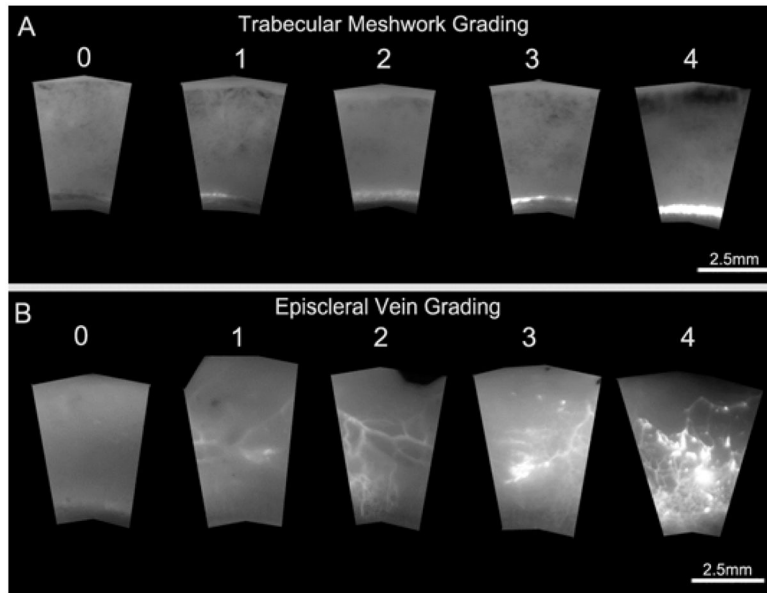 A
Trabecular Meshwork Grading
0 1 2 3 4
2.5mm
B
Episcleral Vein Grading
0 1 2 3 4
2.5mm